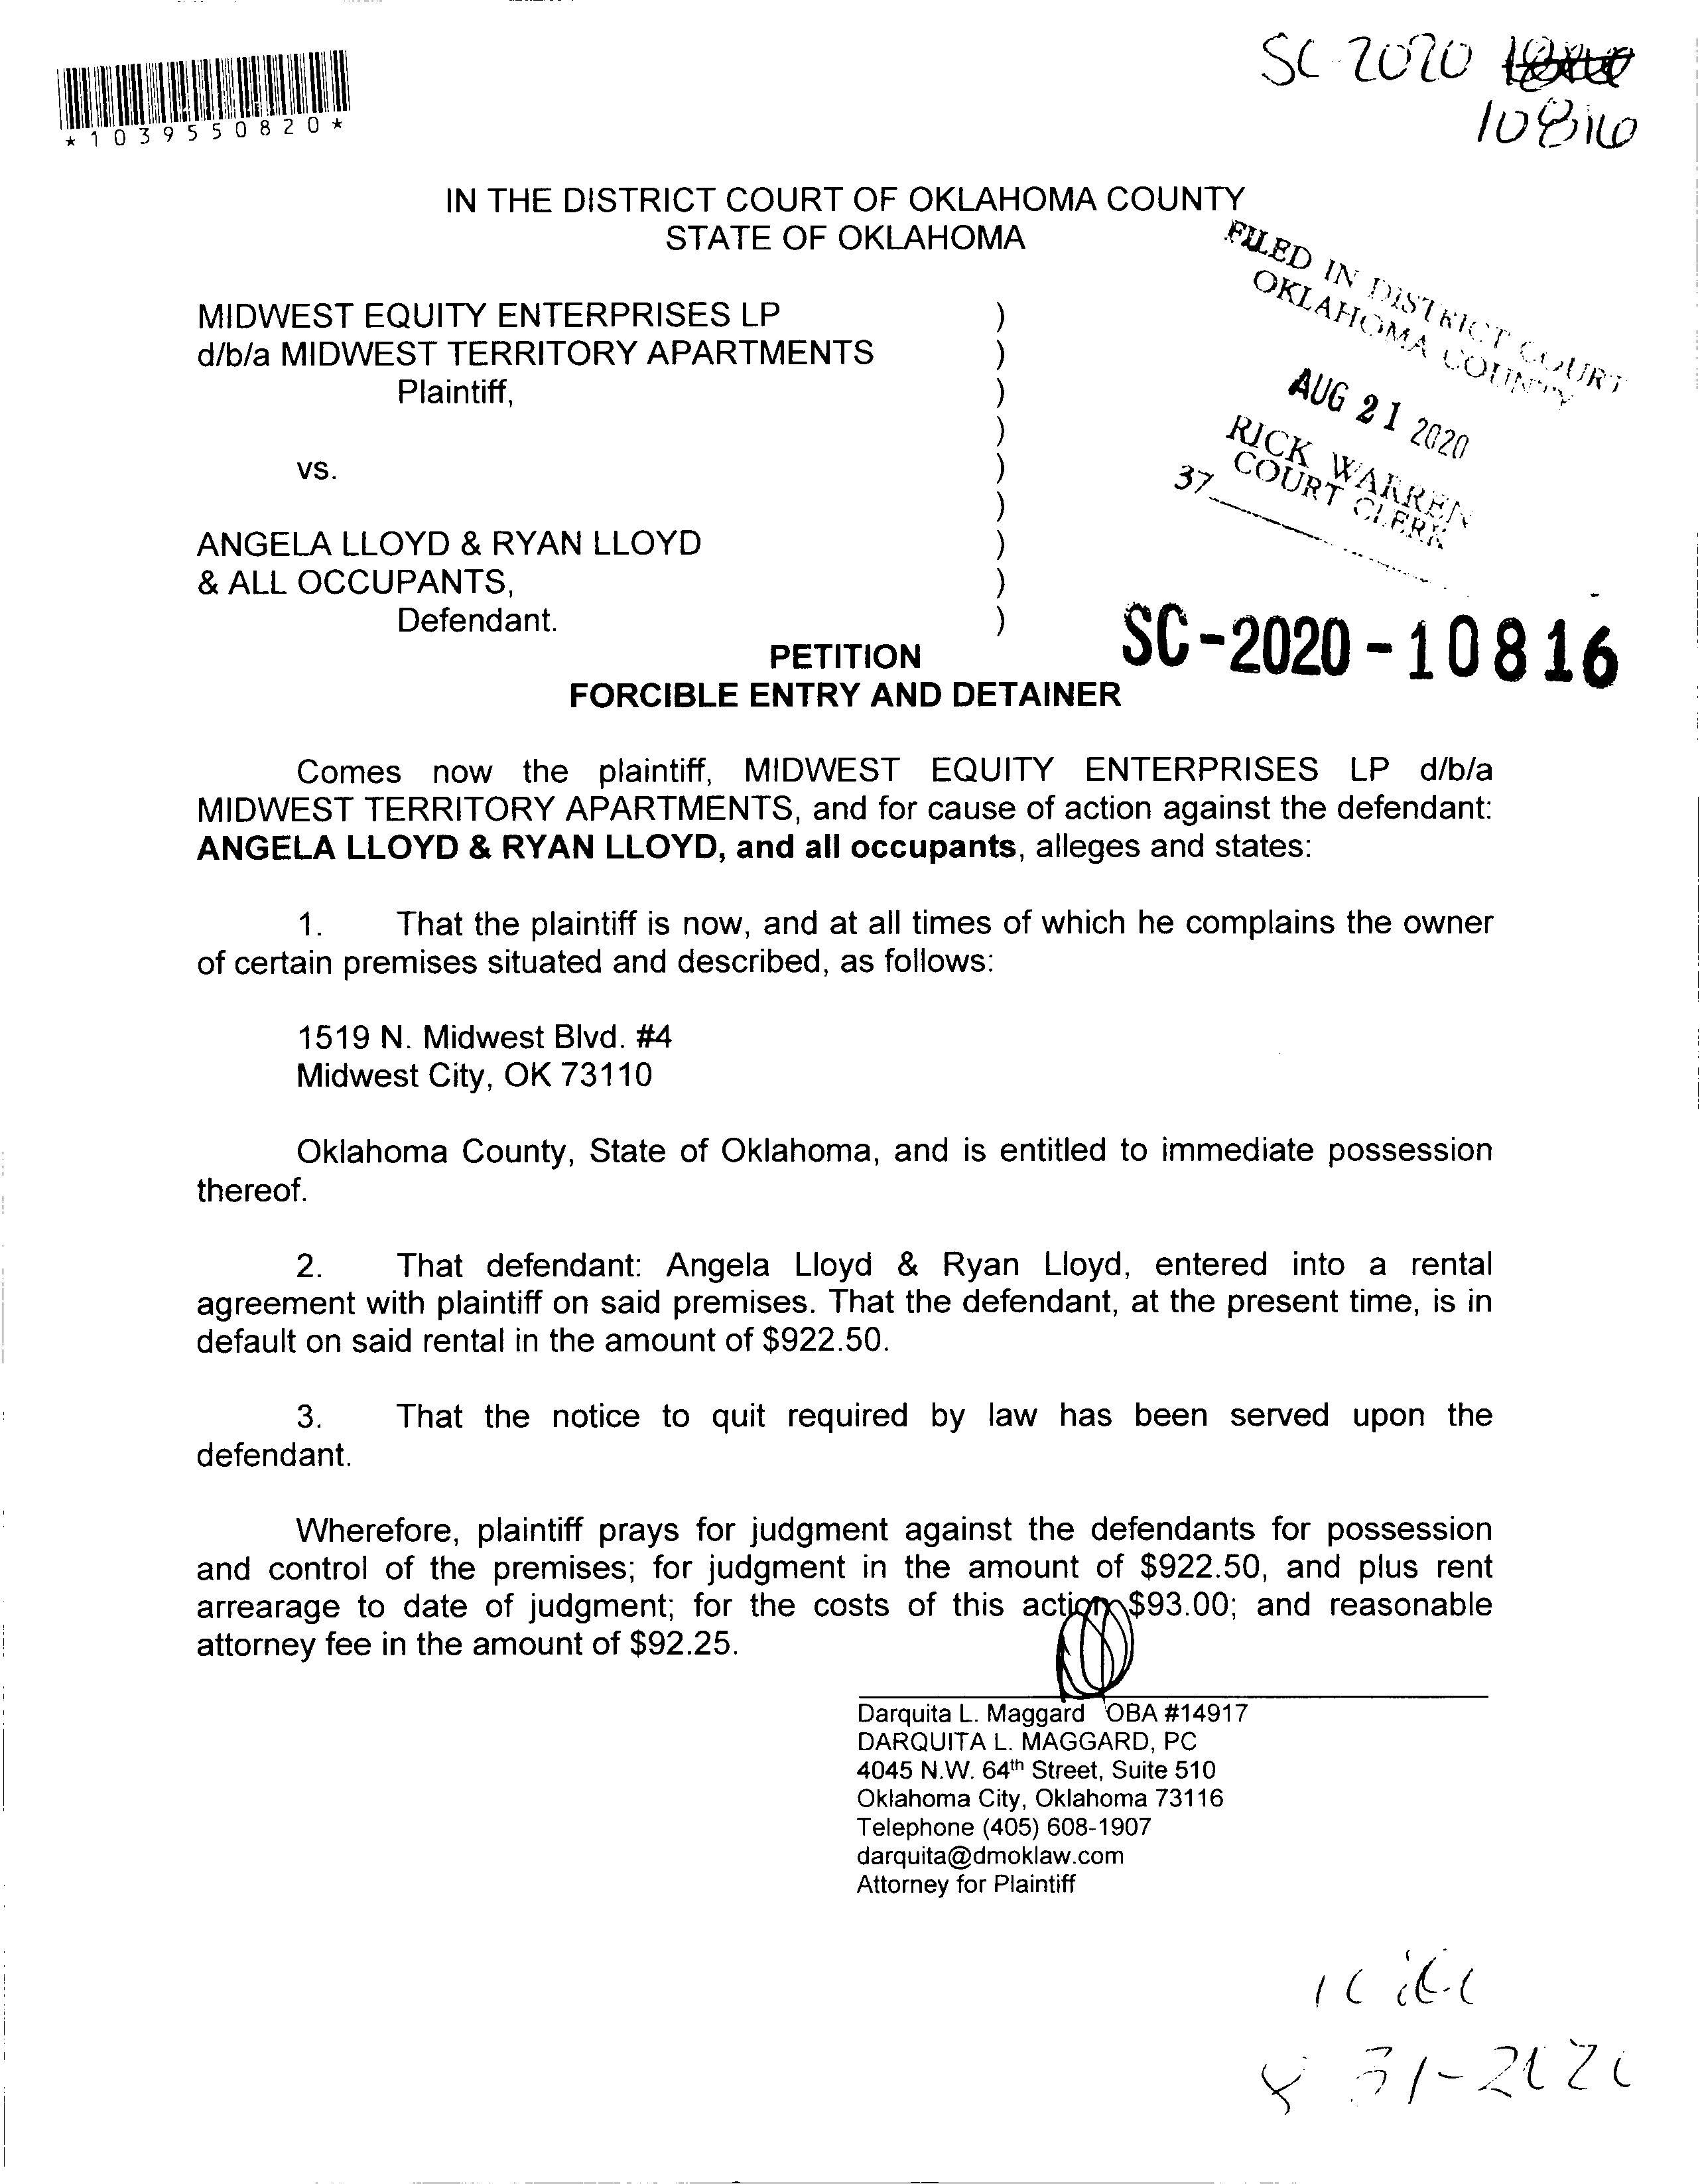 SC 2020
10816
*1039550820*
IN THE DISTRICT COURT OF OKLAHOMA COUNTY
STATE OF OKLAHOMA
FILED IN DISTRICT COURT
OKLAHOMA COUNTY
AUG 21 2020
RICK WARREN
COURT CLERK
37
MIDWEST EQUITY ENTERPRISES LP )
d/b/a MIDWEST TERRITORY APARTMENTS )
Plaintiff, )
)
vs. )
)
ANGELA LLOYD & RYAN LLOYD )
& ALL OCCUPANTS, )
Defendant. )
SC-2020-10816
PETITION
FORCIBLE ENTRY AND DETAINER
Comes now the plaintiff, MIDWEST EQUITY ENTERPRISES LP d/b/a
MIDWEST TERRITORY APARTMENTS, and for cause of action against the defendant:
ANGELA LLOYD & RYAN LLOYD, and all occupants, alleges and states:
1. That the plaintiff is now, and at all times of which he complains the owner
of certain premises situated and described, as follows:
1519 N. Midwest Blvd. #4
Midwest City, OK 73110
Oklahoma County, State of Oklahoma, and is entitled to immediate possession
thereof.
2. That defendant: Angela Lloyd & Ryan Lloyd, entered into a rental
agreement with plaintiff on said premises. That the defendant, at the present time, is in
default on said rental in the amount of $922.50.
3. That the notice to quit required by law has been served upon the
defendant.
Wherefore, plaintiff prays for judgment against the defendants for possession
and control of the premises; for judgment in the amount of $922.50, and plus rent
arrearage to date of judgment; for the costs of this action $93.00; and reasonable
attorney fee in the amount of $92.25.
Darquita L. Maggard OBA #14917
DARQUITA L. MAGGARD, PC
4045 N.W. 64th Street, Suite 510
Oklahoma City, Oklahoma 73116
Telephone (405) 608-1907
darquita@dmoklaw.com
Attorney for Plaintiff
8 31-2020